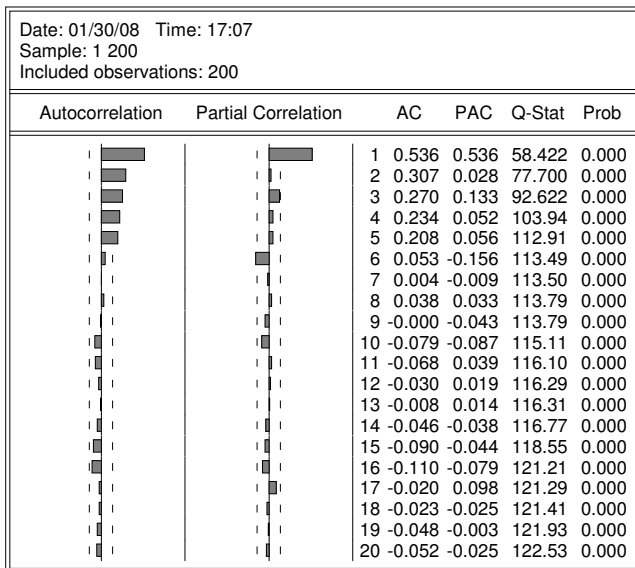 Date: 01/30/08 Time: 17:07
Sample: 1 200
Included observations: 200
Autocorrelation Partial Correlation AC PAC Q-Stat Prob
1 0.536 0.536 58.422 0.000
2 0.307 0.028 77.700 0.000
3 0.270 0.133 92.622 0.000
4 0.234 0.052 103.94 0.000
5 0.208 0.056 112.91 0.000
6 0.053 -0.156 113.49 0.000
7 0.004 -0.009 113.50 0.000
8 0.038 0.033 113.79 0.000
9 -0.000 -0.043 113.79 0.000
10 -0.079 -0.087 115.11 0.000
11 -0.068 0.039 116.10 0.000
12 -0.030 0.019 116.29 0.000
13 -0.008 0.014 116.31 0.000
14 -0.046 -0.038 116.77 0.000
15 -0.090 -0.044 118.55 0.000
16 -0.110 -0.079 121.21 0.000
17 -0.020 0.098 121.29 0.000
18 -0.023 -0.025 121.41 0.000
19 -0.048 -0.003 121.93 0.000
20 -0.052 -0.025 122.53 0.000